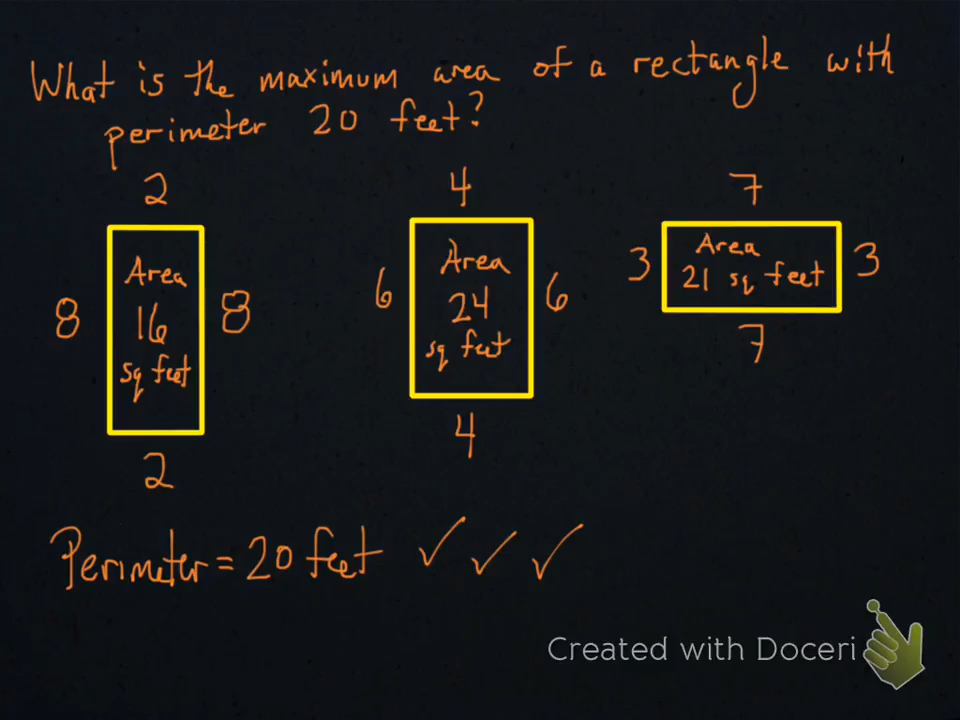 What is the maximum area of a rectangle with
perimeter 20 feet?
2
8
Area
16
sq feet
8
2
4
6
Area
24
sq feet
6
4
7
3
Area
21 sq feet
3
7
Perimeter = 20 feet ✓ ✓ ✓
Created with Doceri